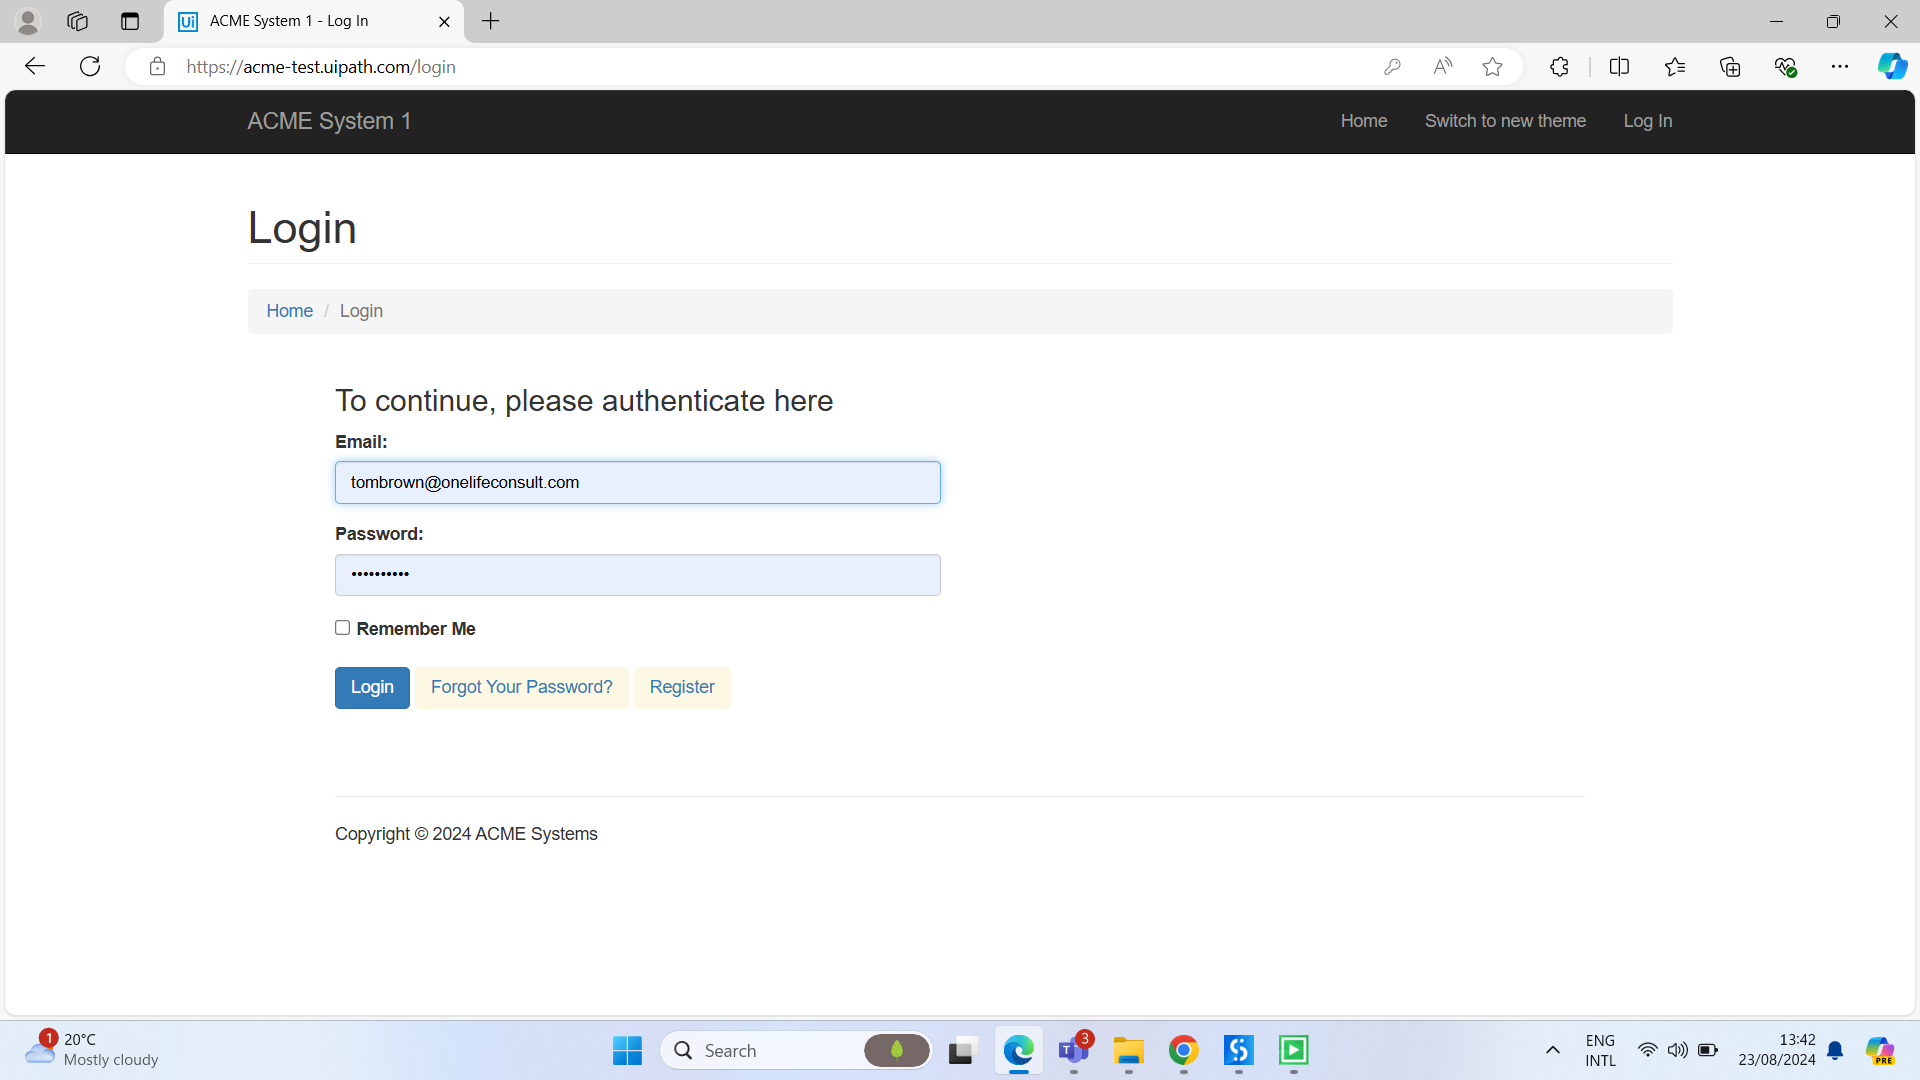 ACME System 1 - Log In
https://acme-test.uipath.com/login
ACME System 1
Home
Switch to new theme
Log In
Login
Home / Login
To continue, please authenticate here
Email:
tombrown@onelifeconsult.com
Password:
••••••••••
Remember Me
Login
Forgot Your Password?
Register
Copyright © 2024 ACME Systems
1
20°C
Mostly cloudy
Search
3
ENG
INTL
13:42
23/08/2024
PRE